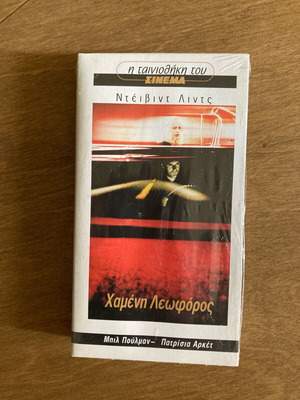 η ταινιοθήκη του
ΣΙΝΕΜΑ
Ντέιβιντ Λιντς
Χαμένη Λεωφόρος
Μπιλ Πούλμαν – Πατρίσια Αρκέτ